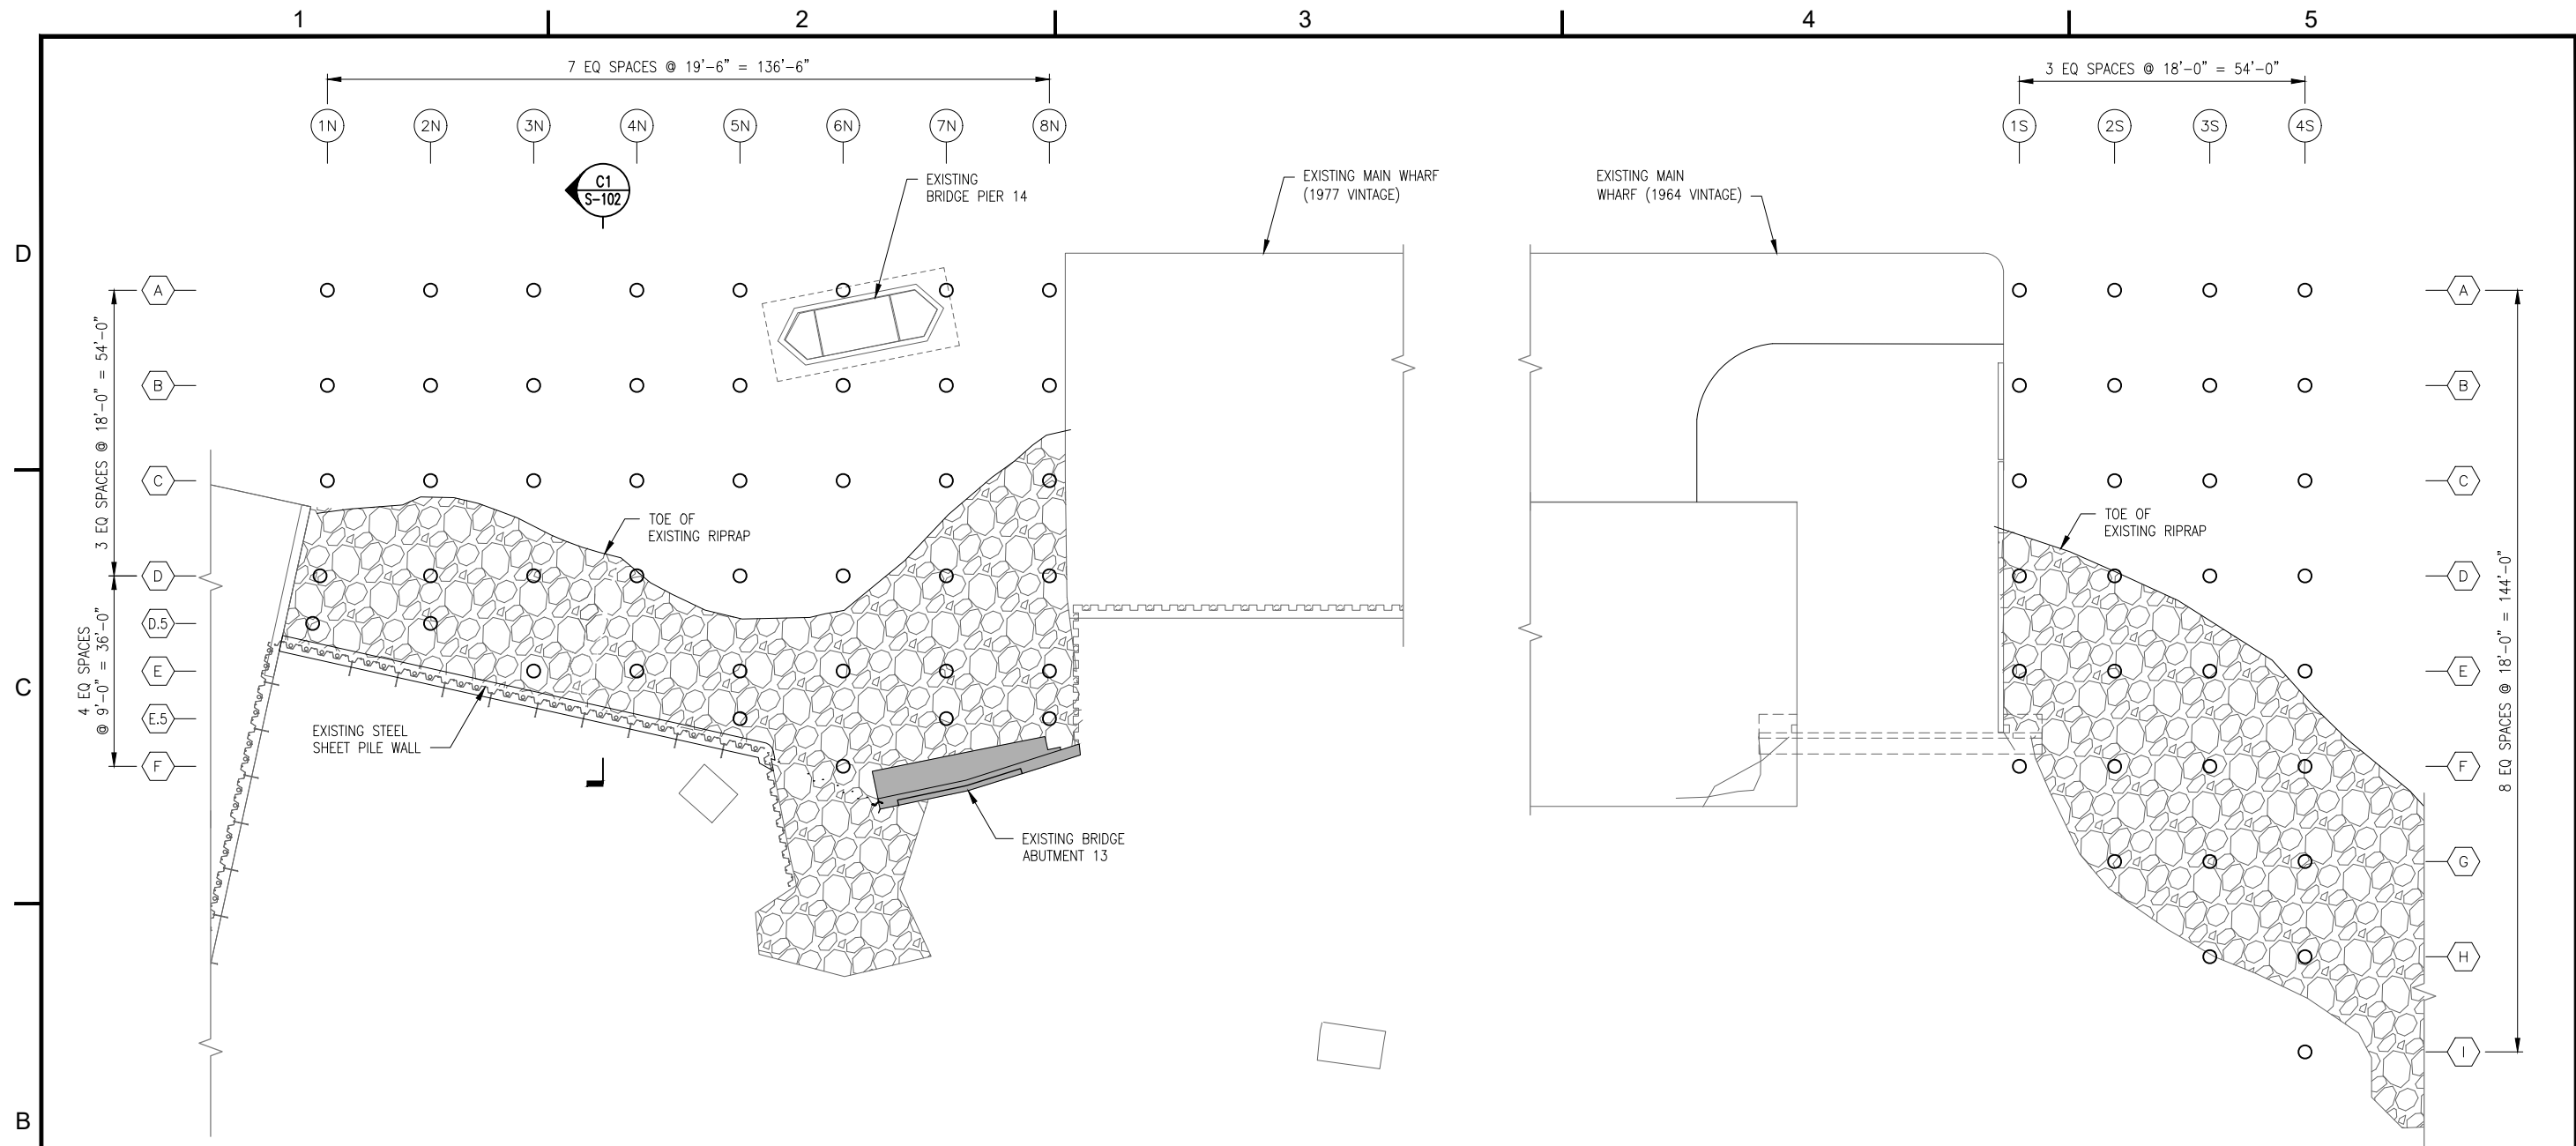 1 2 3 4 5
7 EQ SPACES @ 19'-6" = 136'-6"
3 EQ SPACES @ 18'-0" = 54'-0"
1N 2N 3N 4N 5N 6N 7N 8N
1S 2S 3S 4S
C1
S-102
EXISTING
BRIDGE PIER 14
EXISTING MAIN WHARF
(1977 VINTAGE)
EXISTING MAIN
WHARF (1964 VINTAGE)
D
A
B
C
D
D.5
E
E.5
F
3 EQ SPACES @ 18'-0" = 54'-0"
4 EQ SPACES
@ 9'-0" = 36'-0"
TOE OF
EXISTING RIPRAP
TOE OF
EXISTING RIPRAP
C
EXISTING STEEL
SHEET PILE WALL
EXISTING BRIDGE
ABUTMENT 13
A
B
C
D
E
F
G
H
I
8 EQ SPACES @ 18'-0" = 144'-0"
B